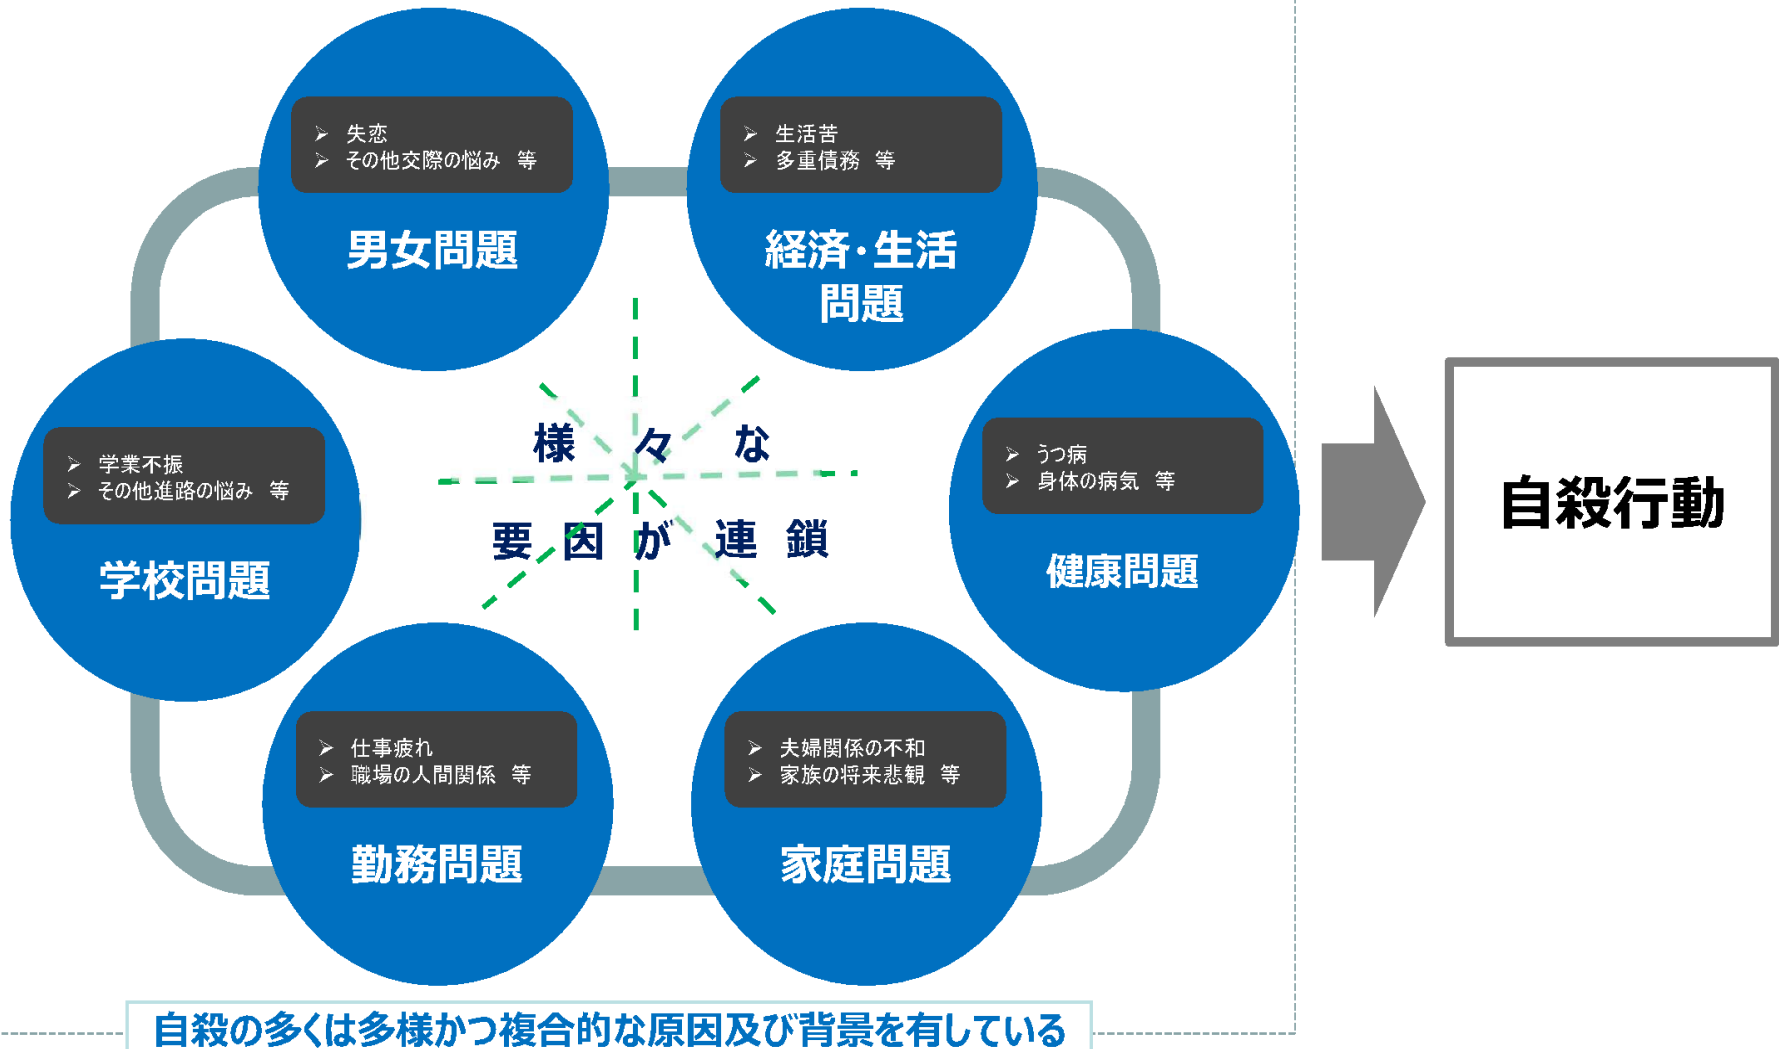 ➢ 失恋
➢ その他交際の悩み 等
男女問題
➢ 生活苦
➢ 多重債務 等
経済・生活
問題
➢ 学業不振
➢ その他進路の悩み 等
学校問題
様々な
要因が連鎖
➢ うつ病
➢ 身体の病気 等
健康問題
自殺行動
➢ 仕事疲れ
➢ 職場の人間関係 等
勤務問題
➢ 夫婦関係の不和
➢ 家族の将来悲観 等
家庭問題
自殺の多くは多様かつ複合的な原因及び背景を有している